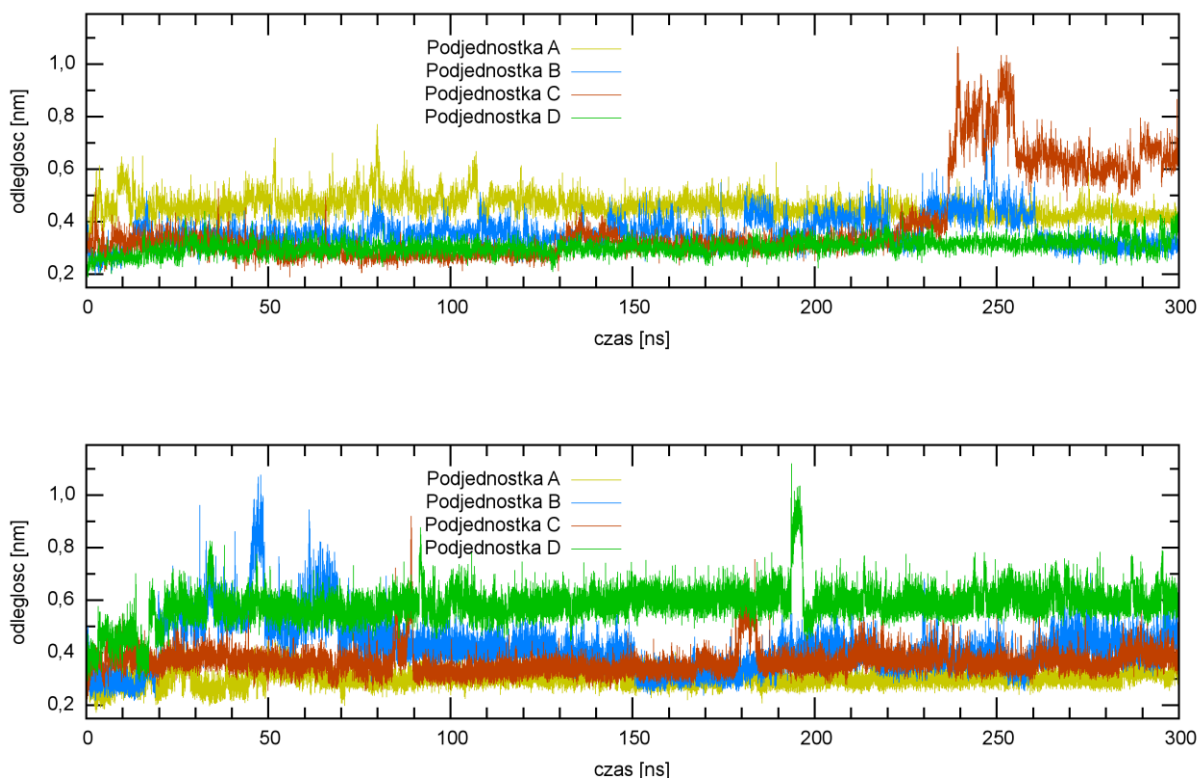 1,0
0,8
0,6
0,4
0,2
odleglosc [nm]
Podjednostka A
Podjednostka B
Podjednostka C
Podjednostka D
0 50 100 150 200 250 300
czas [ns]
1,0
0,8
0,6
0,4
0,2
odleglosc [nm]
Podjednostka A
Podjednostka B
Podjednostka C
Podjednostka D
0 50 100 150 200 250 300
czas [ns]